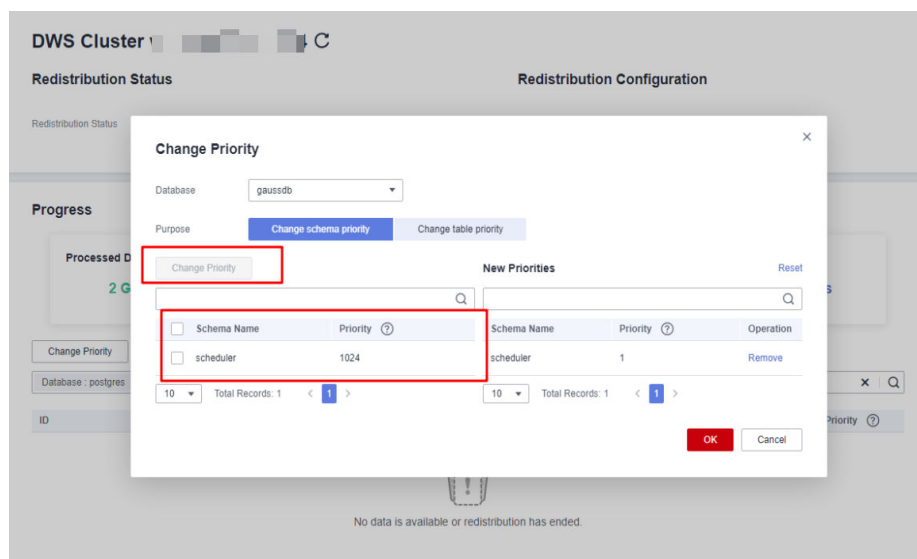 DWS Cluster
Redistribution Status
Redistribution Configuration
Redistribution Status
Change Priority
Database
gaussdb
Purpose
Change schema priority
Change table priority
Progress
Processed D
2 G
s
Change Priority
New Priorities
Reset
Schema Name
Priority
Schema Name
Priority
Operation
scheduler
1024
scheduler
1
Remove
10
Total Records: 1
< 1 >
10
Total Records: 1
< 1 >
Change Priority
Database : postgres
ID
Priority
OK
Cancel
No data is available or redistribution has ended.